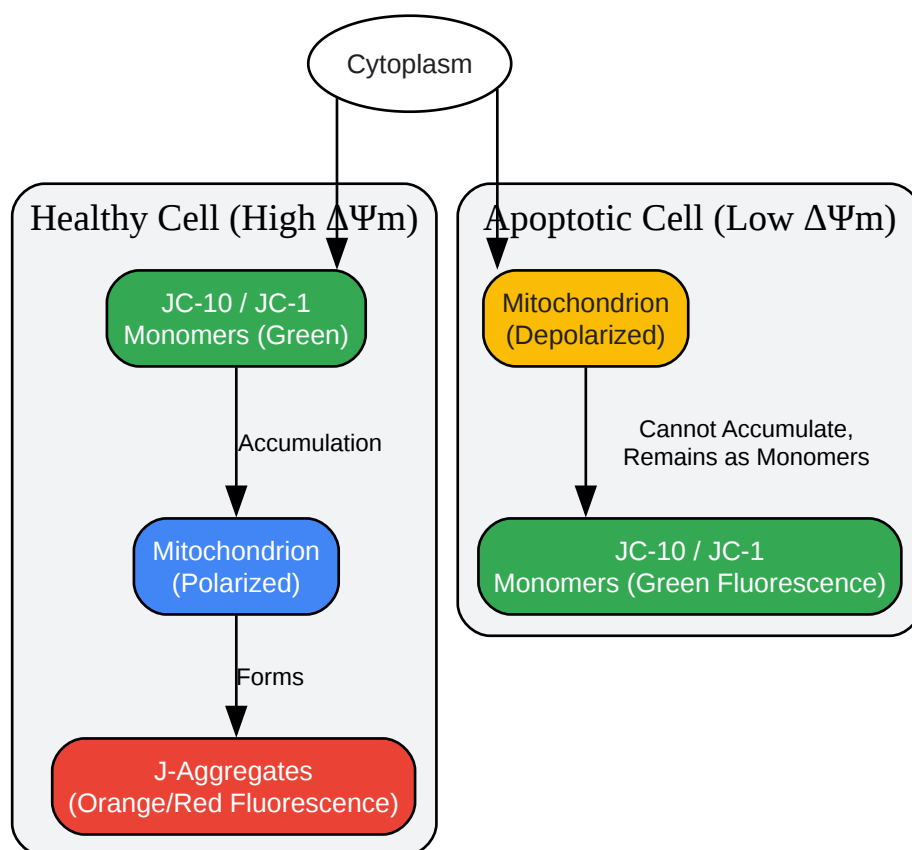 Cytoplasm
Healthy Cell (High ΔΨm)
JC-10 / JC-1
Monomers (Green)
Accumulation
Mitochondrion
(Polarized)
Forms
J-Aggregates
(Orange/Red Fluorescence)
Apoptotic Cell (Low ΔΨm)
Mitochondrion
(Depolarized)
Cannot Accumulate,
Remains as Monomers
JC-10 / JC-1
Monomers (Green Fluorescence)